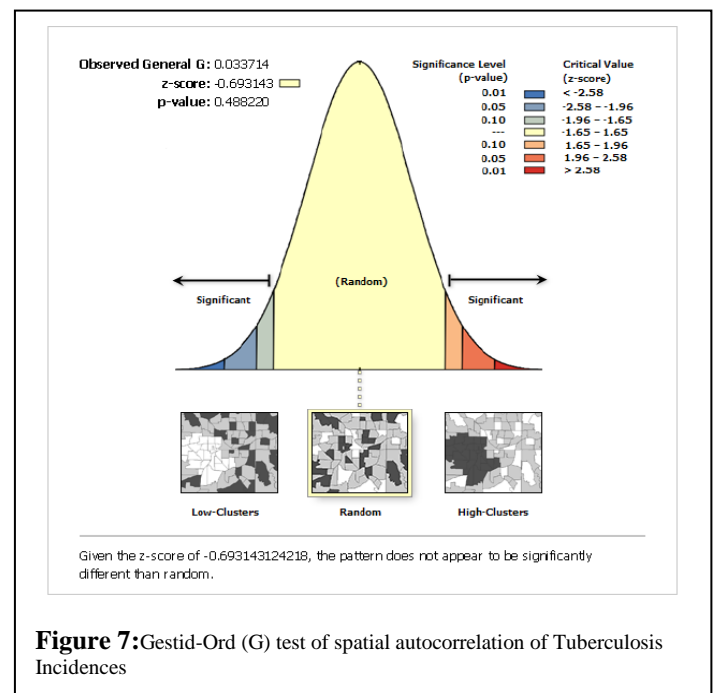 Observed General G: 0.033714
z-score: -0.693143
p-value: 0.488220
Significance Level Critical Value
(p-value) (z-score)
0.01 < -2.58
0.05 -2.58 - -1.96
0.10 -1.96 - -1.65
--- -1.65 - 1.65
0.10 1.65 - 1.96
0.05 1.96 - 2.58
0.01 > 2.58
Significant (Random) Significant
Low-Clusters Random High-Clusters
Given the z-score of -0.693143124218, the pattern does not appear to be significantly
different than random.
Figure 7:Gestid-Ord (G) test of spatial autocorrelation of Tuberculosis
Incidences